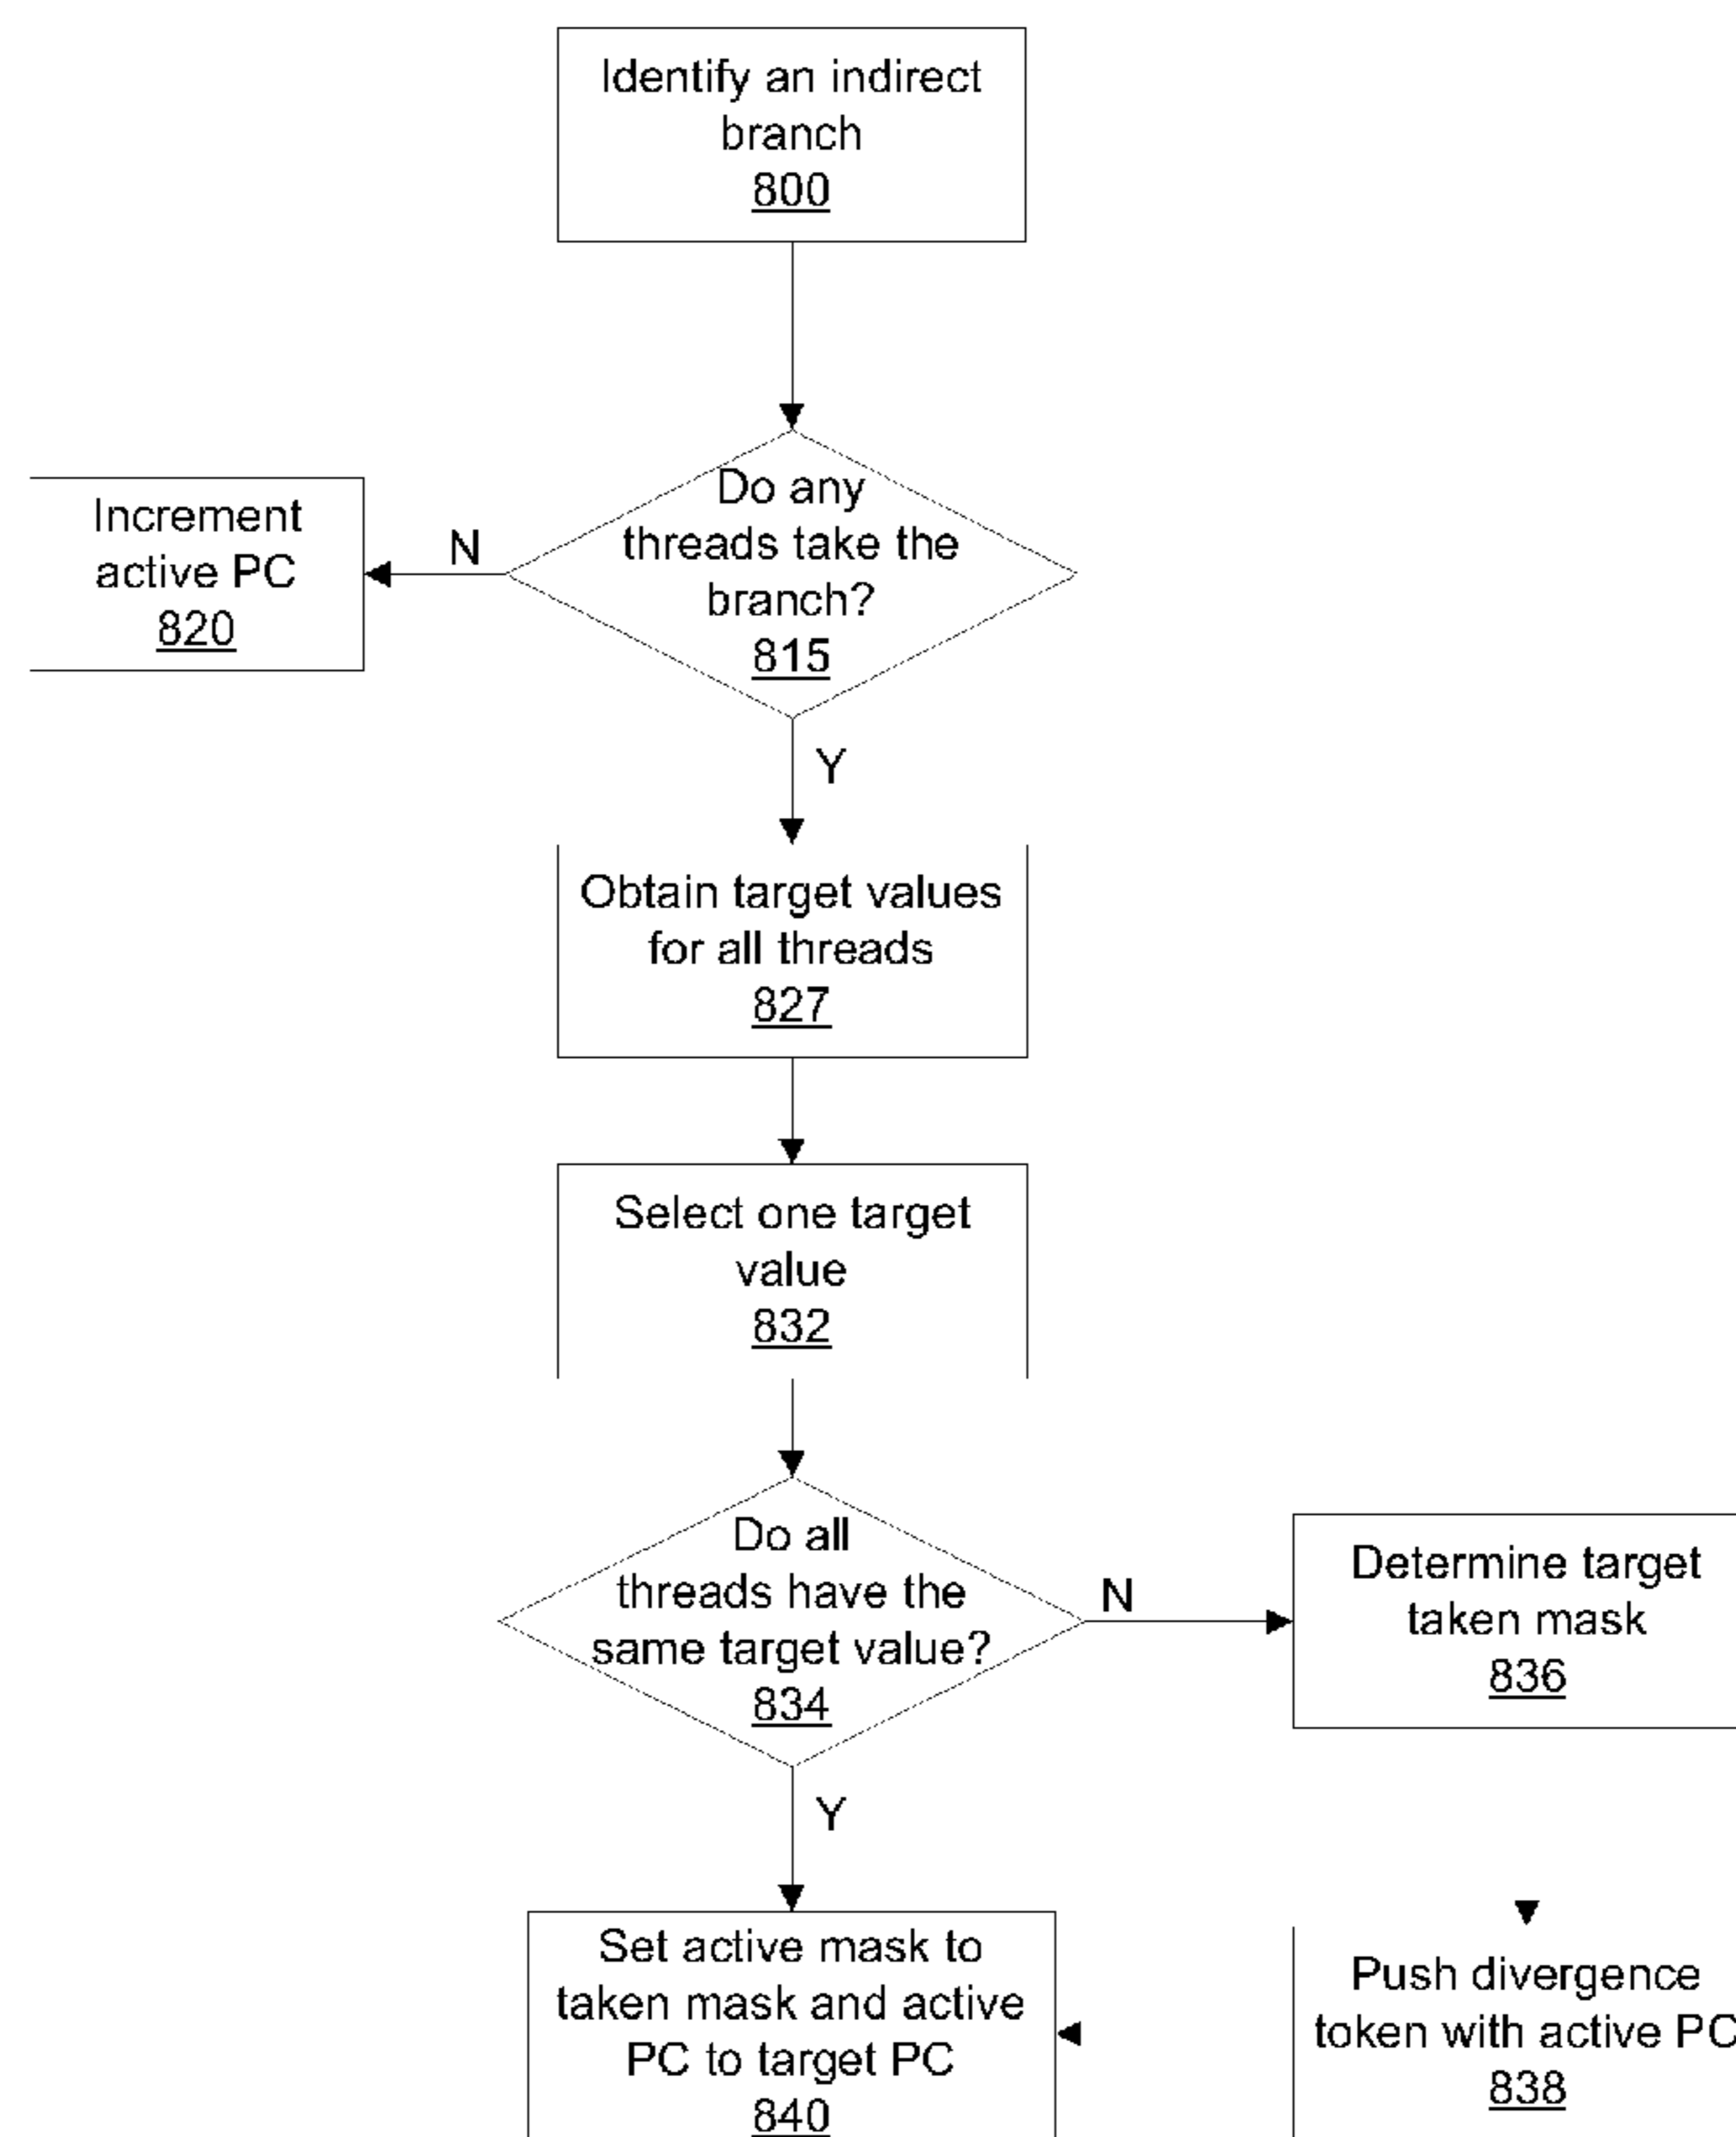 Identify an indirect
branch
800
Do any
threads take the
branch?
815
N
Increment
active PC
820
Y
Obtain target values
for all threads
827
Select one target
value
832
Do all
threads have the
same target value?
834
N
Determine target
taken mask
836
Y
Set active mask to
taken mask and active
PC to target PC
840
Push divergence
token with active PC
838